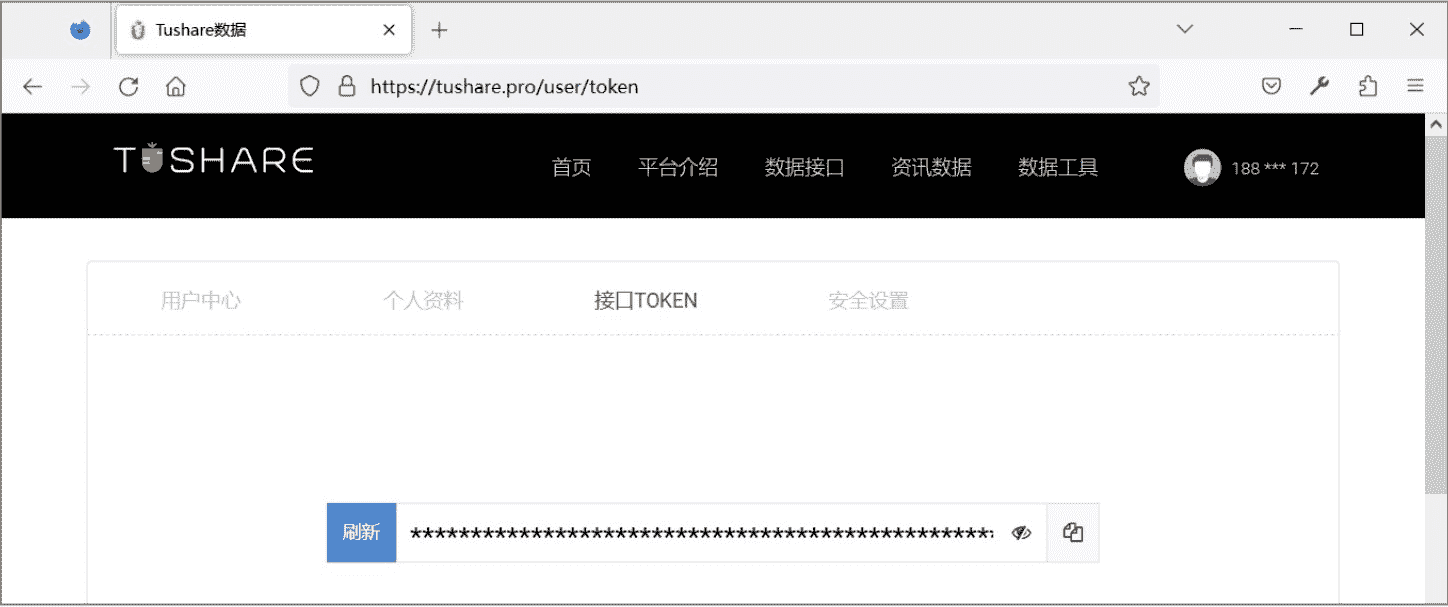 Tushare数据
https://tushare.pro/user/token
TUSHARE
首页 平台介绍 数据接口 资讯数据 数据工具 188 *** 172
用户中心 个人资料 接口TOKEN 安全设置
刷新 *************************************************